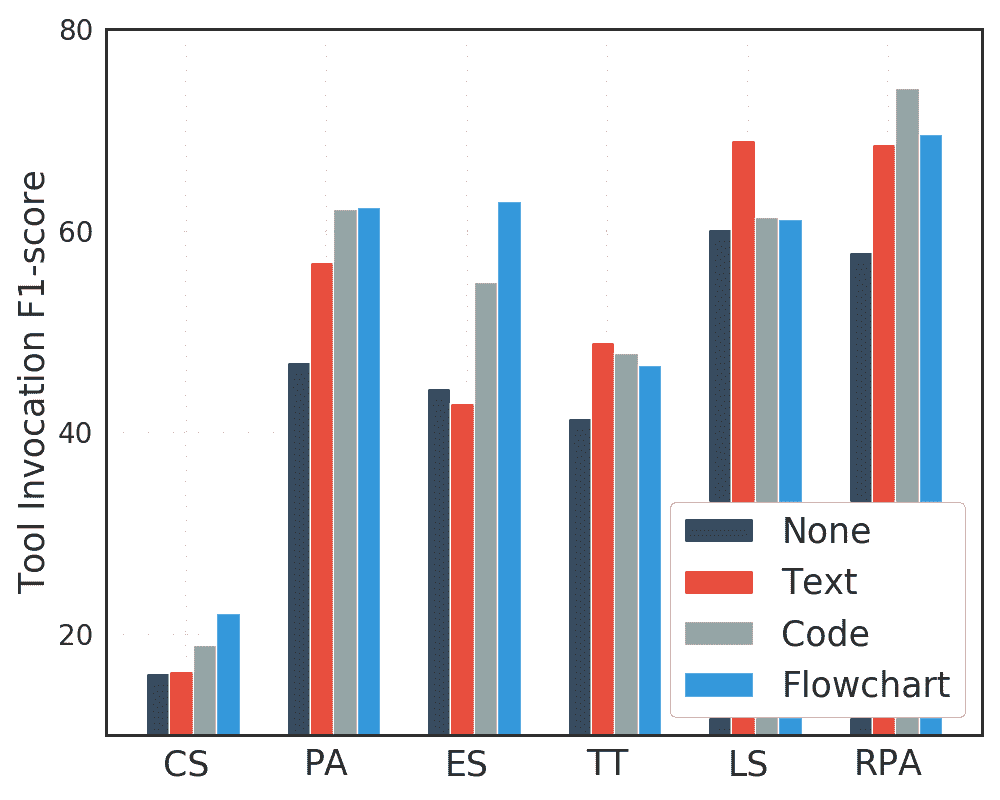 80
60
40
20
Tool Invocation F1-score
None
Text
Code
Flowchart
CS PA ES TT LS RPA